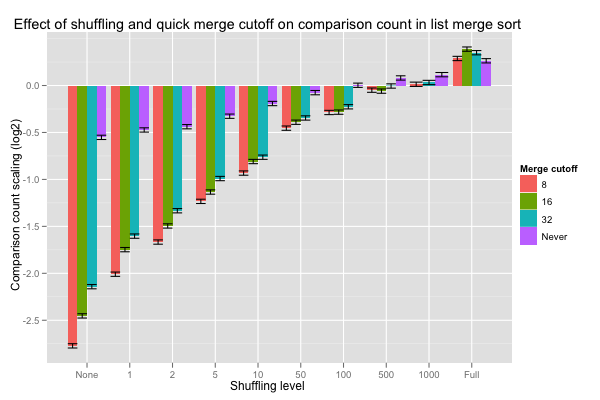 Effect of shuffling and quick merge cutoff on comparison count in list merge sort
Comparison count scaling (log2)
0.0
-0.5
-1.0
-1.5
-2.0
-2.5
None 1 2 5 10 50 100 500 1000 Full
Shuffling level
Merge cutoff
8
16
32
Never